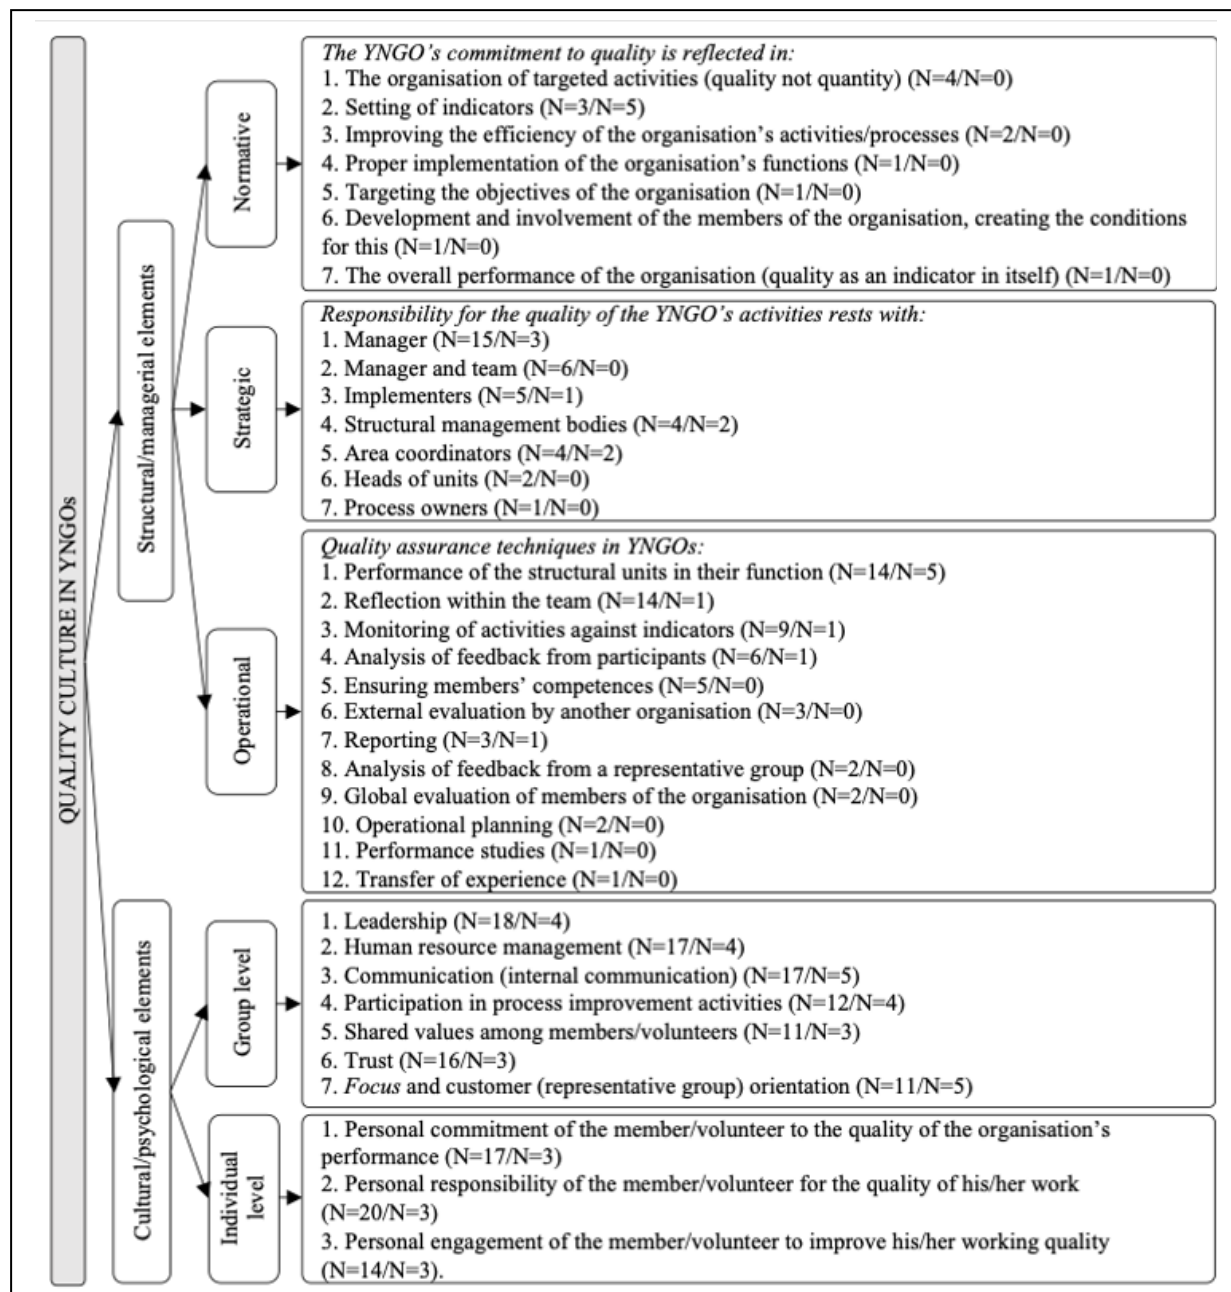 QUALITY CULTURE IN YNGOs
Structural/managerial elements
Normative
The YNGO's commitment to quality is reflected in:
1. The organisation of targeted activities (quality not quantity) (N=4/N=0)
2. Setting of indicators (N=3/N=5)
3. Improving the efficiency of the organisation's activities/processes (N=2/N=0)
4. Proper implementation of the organisation's functions (N=1/N=0)
5. Targeting the objectives of the organisation (N=1/N=0)
6. Development and involvement of the members of the organisation, creating the conditions
for this (N=1/N=0)
7. The overall performance of the organisation (quality as an indicator in itself) (N=1/N=0)
Strategic
Responsibility for the quality of the YNGO's activities rests with:
1. Manager (N=15/N=3)
2. Manager and team (N=6/N=0)
3. Implementers (N=5/N=1)
4. Structural management bodies (N=4/N=2)
5. Area coordinators (N=4/N=2)
6. Heads of units (N=2/N=0)
7. Process owners (N=1/N=0)
Operational
Quality assurance techniques in YNGOs:
1. Performance of the structural units in their function (N=14/N=5)
2. Reflection within the team (N=14/N=1)
3. Monitoring of activities against indicators (N=9/N=1)
4. Analysis of feedback from participants (N=6/N=1)
5. Ensuring members' competences (N=5/N=0)
6. External evaluation by another organisation (N=3/N=0)
7. Reporting (N=3/N=1)
8. Analysis of feedback from a representative group (N=2/N=0)
9. Global evaluation of members of the organisation (N=2/N=0)
10. Operational planning (N=2/N=0)
11. Performance studies (N=1/N=0)
12. Transfer of experience (N=1/N=0)
Cultural/psychological elements
Group level
1. Leadership (N=18/N=4)
2. Human resource management (N=17/N=4)
3. Communication (internal communication) (N=17/N=5)
4. Participation in process improvement activities (N=12/N=4)
5. Shared values among members/volunteers (N=11/N=3)
6. Trust (N=16/N=3)
7. Focus and customer (representative group) orientation (N=11/N=5)
Individual
level
1. Personal commitment of the member/volunteer to the quality of the organisation's
performance (N=17/N=3)
2. Personal responsibility of the member/volunteer for the quality of his/her work
(N=20/N=3)
3. Personal engagement of the member/volunteer to improve his/her working quality
(N=14/N=3).